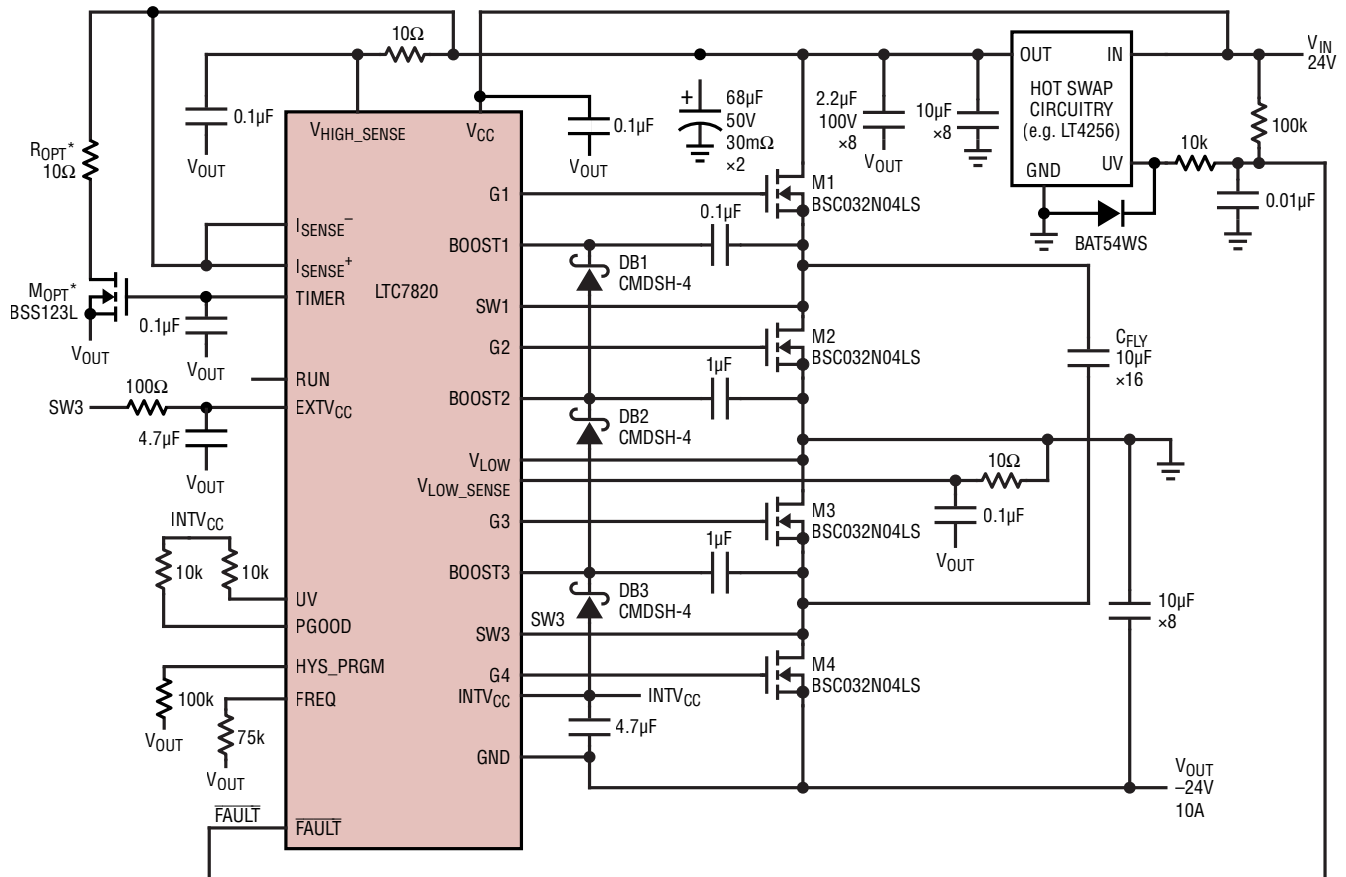 10Ω
0.1µF
V_HIGH_SENSE
V_CC
0.1µF
V_OUT
V_OUT
R_OPT*
10Ω
68µF
50V
30mΩ
×2
+
2.2µF
100V
×8
V_OUT
10µF
×8
OUT
IN
HOT SWAP
CIRCUITRY
(e.g. LT4256)
GND
UV
V_IN
24V
100k
10k
0.01µF
BAT54WS
G1
M1
BSC032N04LS
0.1µF
I_SENSE^–
BOOST1
I_SENSE^+
DB1
CMDSH-4
LTC7820
M_OPT*
BSS123L
TIMER
SW1
0.1µF
V_OUT
V_OUT
G2
M2
BSC032N04LS
C_FLY
10µF
×16
1µF
RUN
100Ω
SW3
EXTV_CC
BOOST2
DB2
CMDSH-4
4.7µF
V_OUT
V_LOW
V_LOW_SENSE
10Ω
0.1µF
V_OUT
G3
M3
BSC032N04LS
INTV_CC
10k
10k
1µF
BOOST3
DB3
CMDSH-4
UV
PGOOD
SW3
SW3
10µF
×8
HYS_PRGM
G4
M4
BSC032N04LS
100k
V_OUT
FREQ
INTV_CC
INTV_CC
75k
V_OUT
4.7µF
GND
V_OUT
–24V
10A
FAULT
FAULT